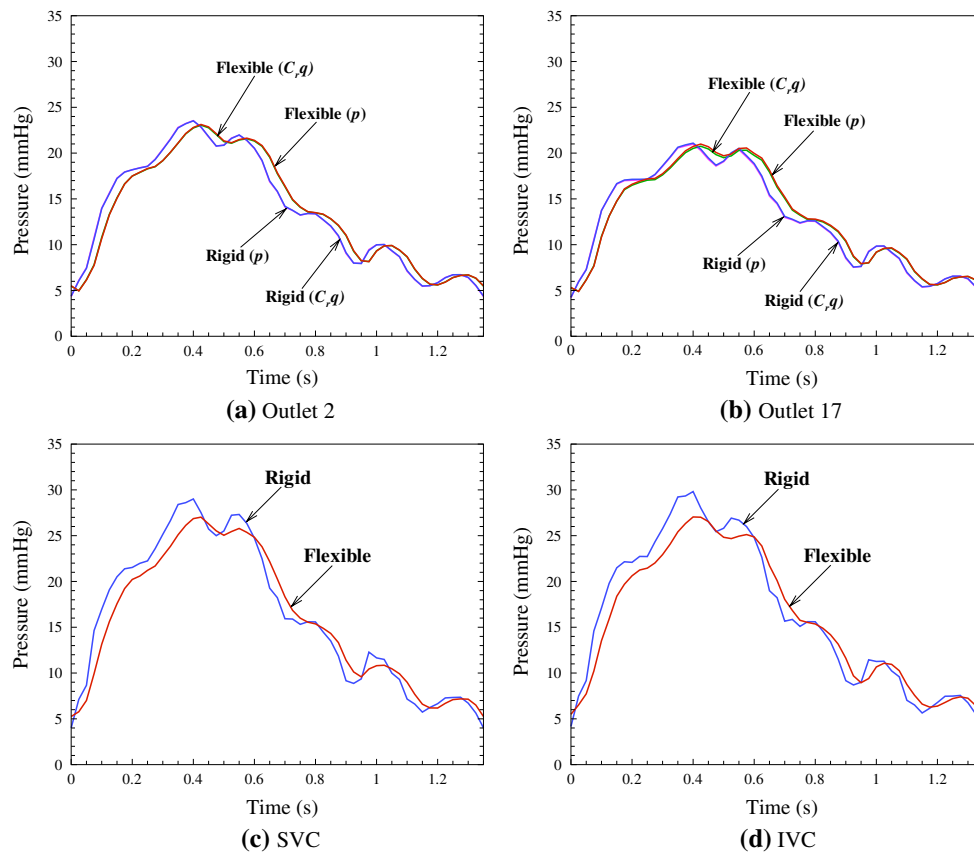 35
30
25
20
15
10
5
0
Pressure (mmHg)
Flexible (Crq)
Flexible (p)
Rigid (p)
Rigid (Crq)
0 0.2 0.4 0.6 0.8 1 1.2
Time (s)
(a) Outlet 2
35
30
25
20
15
10
5
0
Pressure (mmHg)
Flexible (Crq)
Flexible (p)
Rigid (p)
Rigid (Crq)
0 0.2 0.4 0.6 0.8 1 1.2
Time (s)
(b) Outlet 17
35
30
25
20
15
10
5
0
Pressure (mmHg)
Rigid
Flexible
0 0.2 0.4 0.6 0.8 1 1.2
Time (s)
(c) SVC
35
30
25
20
15
10
5
0
Pressure (mmHg)
Rigid
Flexible
0 0.2 0.4 0.6 0.8 1 1.2
Time (s)
(d) IVC